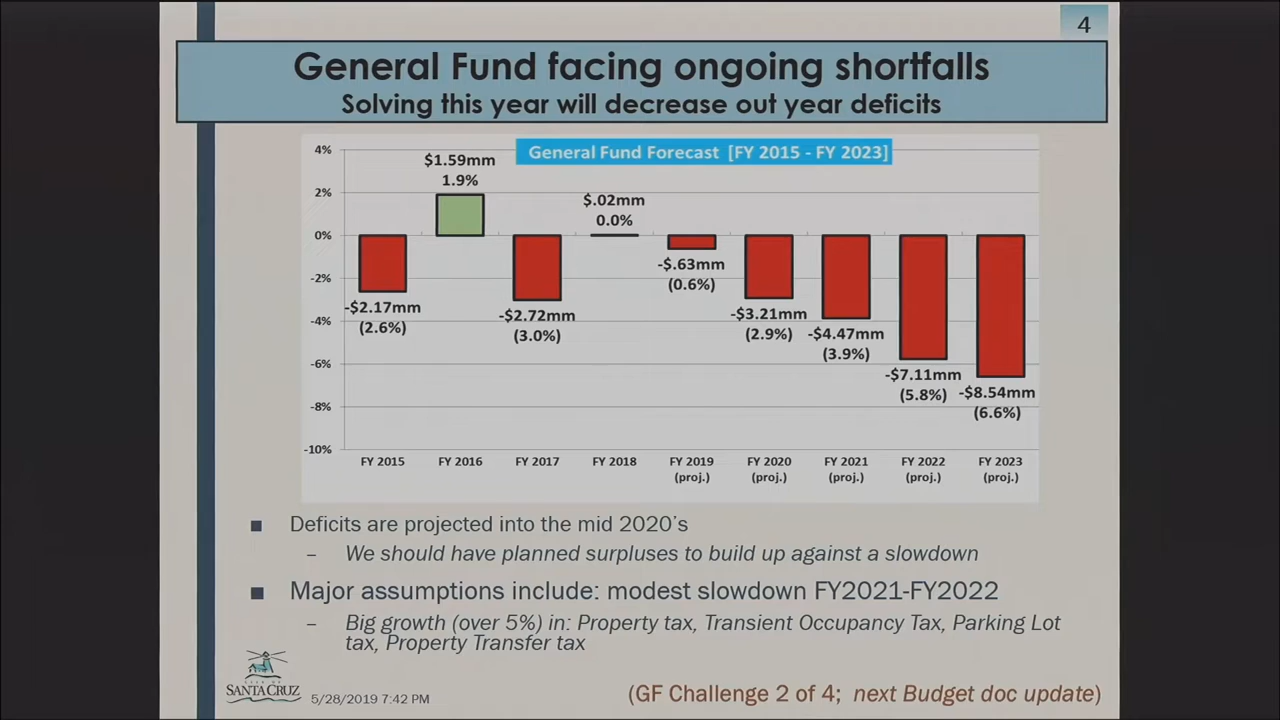 4
General Fund facing ongoing shortfalls
Solving this year will decrease out year deficits
General Fund Forecast [FY 2015 - FY 2023]
4%
2%
0%
-2%
-4%
-6%
-8%
-10%
-$2.17mm
(2.6%)
$1.59mm
1.9%
-$2.72mm
(3.0%)
$.02mm
0.0%
-$.63mm
(0.6%)
-$3.21mm
(2.9%)
-$4.47mm
(3.9%)
-$7.11mm
(5.8%)
-$8.54mm
(6.6%)
FY 2015
FY 2016
FY 2017
FY 2018
FY 2019
(proj.)
FY 2020
(proj.)
FY 2021
(proj.)
FY 2022
(proj.)
FY 2023
(proj.)
■ Deficits are projected into the mid 2020's
– We should have planned surpluses to build up against a slowdown
■ Major assumptions include: modest slowdown FY2021-FY2022
– Big growth (over 5%) in: Property tax, Transient Occupancy Tax, Parking Lot
tax, Property Transfer tax
CITY OF
SANTA CRUZ
5/28/2019 7:42 PM
(GF Challenge 2 of 4; next Budget doc update)